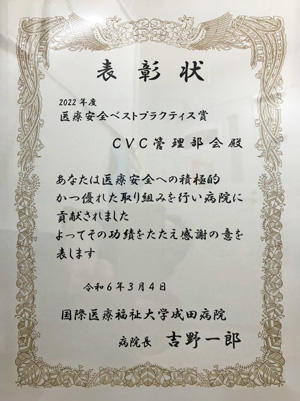 表彰状
2022年度
医療安全ベストプラクティス賞
CVC管理部会殿
あなたは医療安全への積極的
かつ優れた取り組みを行い病院に
貢献されました
よってその功績をたたえ感謝の意を
表します
令和6年3月4日
国際医療福祉大学成田病院
病院長 吉野一郎